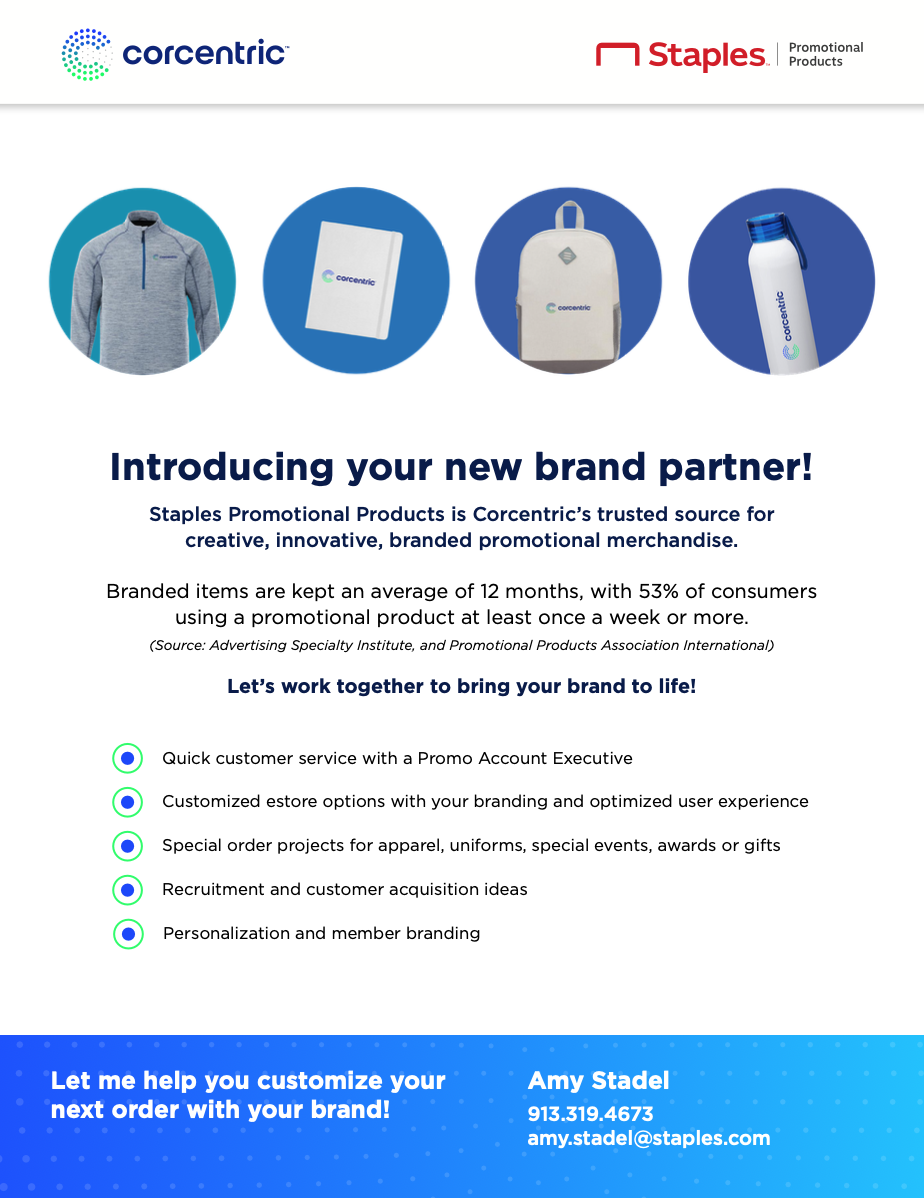 corcentric™
Staples™
Promotional
Products
corcentric
corcentric
corcentric
corcentric
Introducing your new brand partner!
Staples Promotional Products is Corcentric’s trusted source for
creative, innovative, branded promotional merchandise.
Branded items are kept an average of 12 months, with 53% of consumers
using a promotional product at least once a week or more.
(Source: Advertising Specialty Institute, and Promotional Products Association International)
Let’s work together to bring your brand to life!
Quick customer service with a Promo Account Executive
Customized estore options with your branding and optimized user experience
Special order projects for apparel, uniforms, special events, awards or gifts
Recruitment and customer acquisition ideas
Personalization and member branding
Let me help you customize your
next order with your brand!
Amy Stadel
913.319.4673
amy.stadel@staples.com